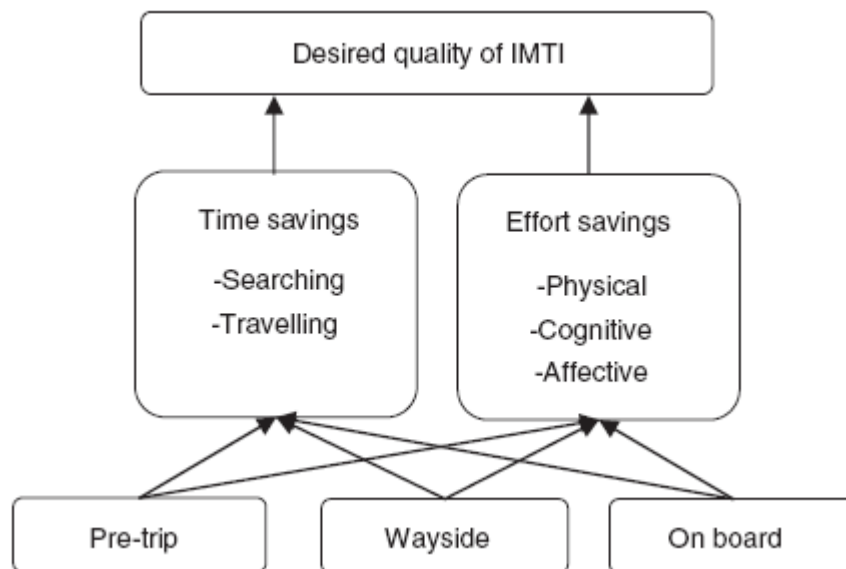 Desired quality of IMTI
Time savings
-Searching
-Travelling
Effort savings
-Physical
-Cognitive
-Affective
Pre-trip
Wayside
On board